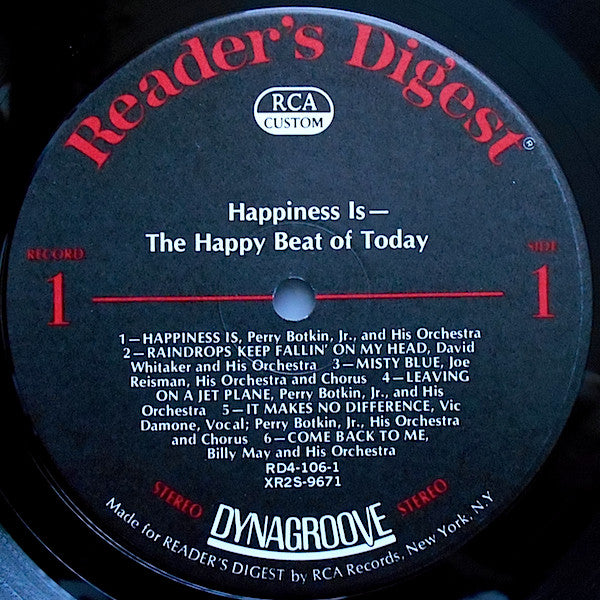 Reader's Digest®
RCA
CUSTOM
Happiness Is—
The Happy Beat of Today
RECORD
1
SIDE
1
1—HAPPINESS IS, Perry Botkin, Jr., and His Orchestra
2—RAINDROPS KEEP FALLIN' ON MY HEAD, David
Whitaker and His Orchestra 3—MISTY BLUE, Joe
Reisman, His Orchestra and Chorus 4—LEAVING
ON A JET PLANE, Perry Botkin, Jr., and His
Orchestra 5—IT MAKES NO DIFFERENCE, Vic
Damone, Vocal; Perry Botkin, Jr., His Orchestra
and Chorus 6—COME BACK TO ME,
Billy May and His Orchestra
RD4-106-1
XR2S-9671
STEREO DYNAGROOVE STEREO
Made for READER'S DIGEST by RCA Records, New York, N.Y